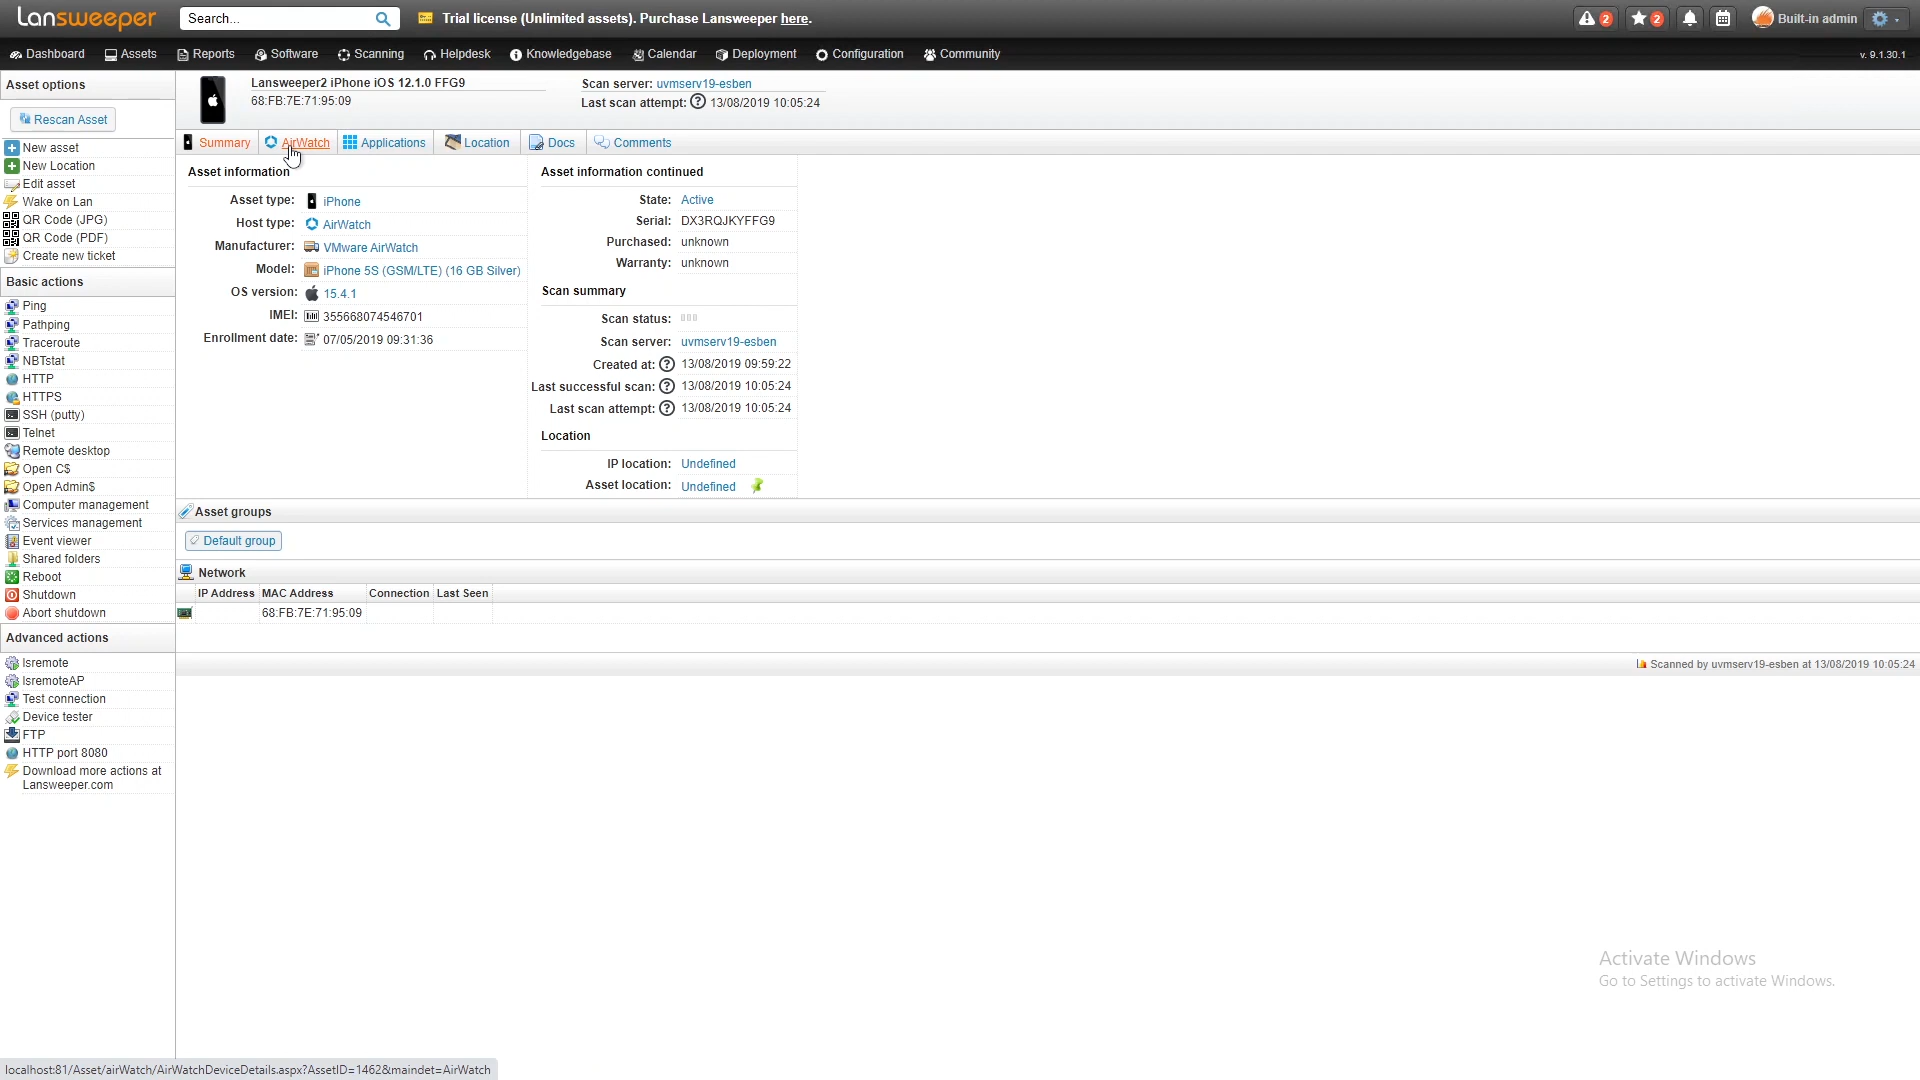 Lansweeper
Search...
Trial license (Unlimited assets). Purchase Lansweeper here.
2
2
Built-in admin
Dashboard Assets Reports Software Scanning Helpdesk Knowledgebase Calendar Deployment Configuration Community
v. 9.1.30.1
Asset options
Rescan Asset
New asset
New Location
Edit asset
Wake on Lan
QR Code (JPG)
QR Code (PDF)
Create new ticket
Basic actions
Ping
Pathping
Traceroute
NBTstat
HTTP
HTTPS
SSH (putty)
Telnet
Remote desktop
Open C$
Open Admin$
Computer management
Services management
Event viewer
Shared folders
Reboot
Shutdown
Abort shutdown
Advanced actions
lsremote
lsremoteAP
Test connection
Device tester
FTP
HTTP port 8080
Download more actions at
Lansweeper.com
Lansweeper2 iPhone iOS 12.1.0 FFG9
68:FB:7E:71:95:09
Scan server: uvmserv19-esben
Last scan attempt: ? 13/08/2019 10:05:24
Summary AirWatch Applications Location Docs Comments
Asset information
Asset type: iPhone
Host type: AirWatch
Manufacturer: VMware AirWatch
Model: iPhone 5S (GSM/LTE) (16 GB Silver)
OS version: 15.4.1
IMEI: 355668074546701
Enrollment date: 07/05/2019 09:31:36
Asset information continued
State: Active
Serial: DX3RQJKYFFG9
Purchased: unknown
Warranty: unknown
Scan summary
Scan status:
Scan server: uvmserv19-esben
Created at: ? 13/08/2019 09:59:22
Last successful scan: ? 13/08/2019 10:05:24
Last scan attempt: ? 13/08/2019 10:05:24
Location
IP location: Undefined
Asset location: Undefined
Asset groups
Default group
Network
IP Address MAC Address Connection Last Seen
68:FB:7E:71:95:09
Scanned by uvmserv19-esben at 13/08/2019 10:05:24
Activate Windows
Go to Settings to activate Windows.
localhost:81/Asset/airWatch/AirWatchDeviceDetails.aspx?AssetID=1462&maindet=AirWatch